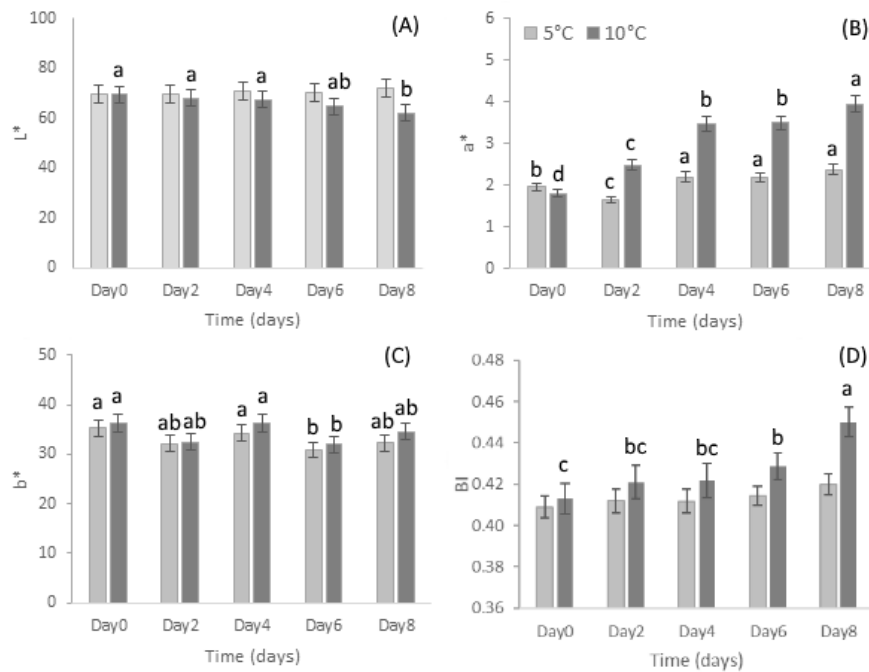 (A)
100
80
60
40
20
0
L*
a a a ab b
Day0 Day2 Day4 Day6 Day8
Time (days)
(B)
5°C 10°C
6
5
4
3
2
1
0
a*
b d c c a b a b a a
Day0 Day2 Day4 Day6 Day8
Time (days)
(C)
50
40
30
20
10
0
b*
a a ab ab a a b b ab ab
Day0 Day2 Day4 Day6 Day8
Time (days)
(D)
0.48
0.46
0.44
0.42
0.40
0.38
0.36
BI
c bc bc b a
Day0 Day2 Day4 Day6 Day8
Time (days)